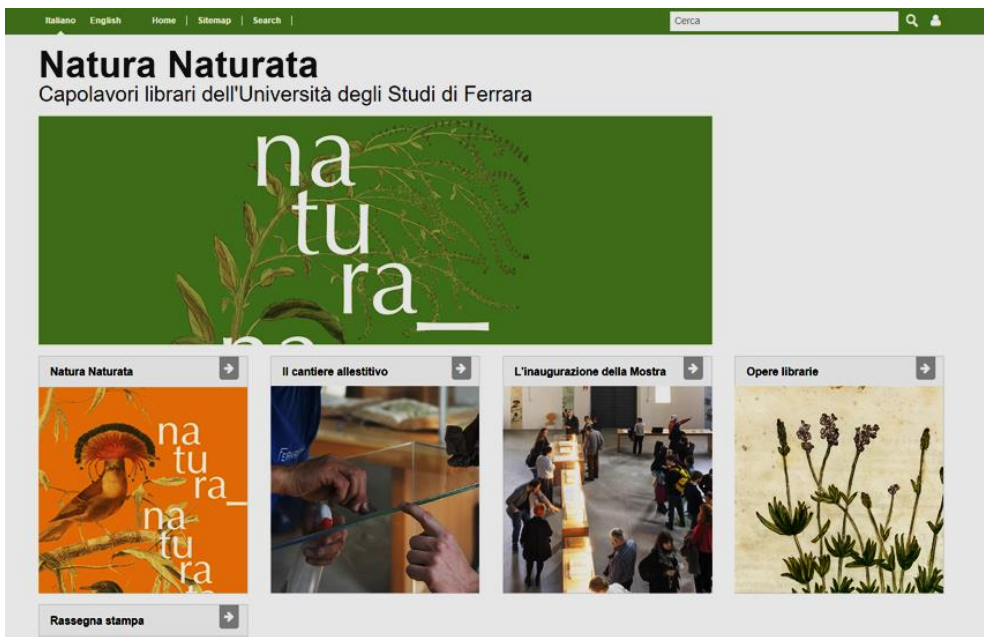 Italiano English Home | Sitemap | Search |
Cerca
Natura Naturata
Capolavori librari dell'Università degli Studi di Ferrara
na
tu
ra_
na
Natura Naturata
Il cantiere allestitivo
L'inaugurazione della Mostra
Opere librarie
na
tu
ra_
na
tu
ra
Rassegna stampa